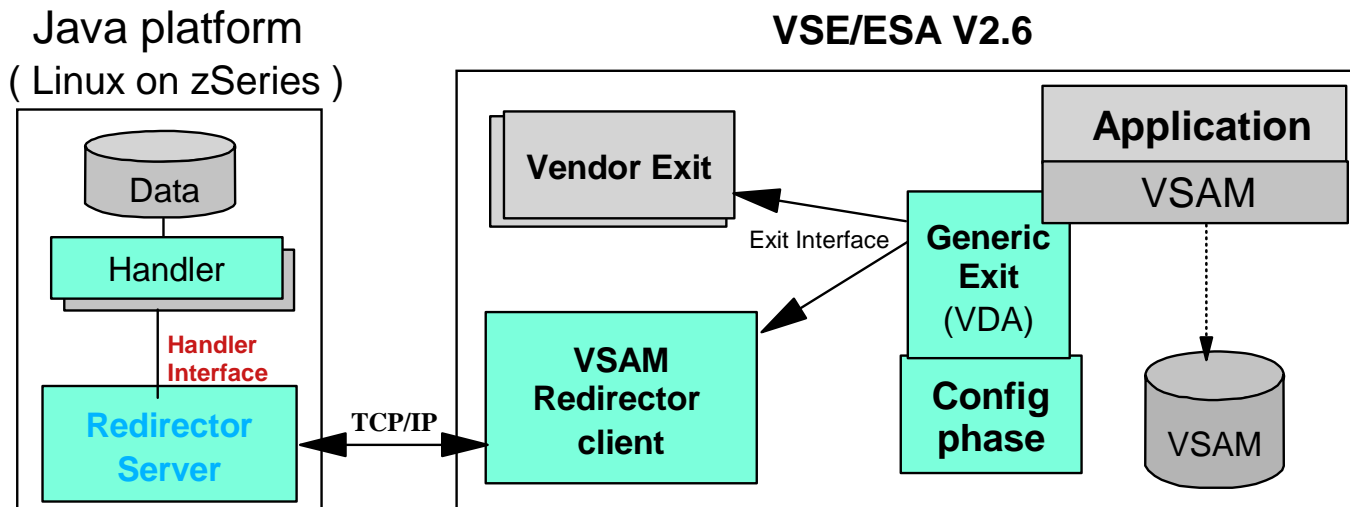 Java platform
( Linux on zSeries )
Data
Handler
Handler
Interface
Redirector
Server
TCP/IP
VSE/ESA V2.6
Vendor Exit
Exit Interface
VSAM
Redirector
client
Generic
Exit
(VDA)
Config
phase
Application
VSAM
VSAM